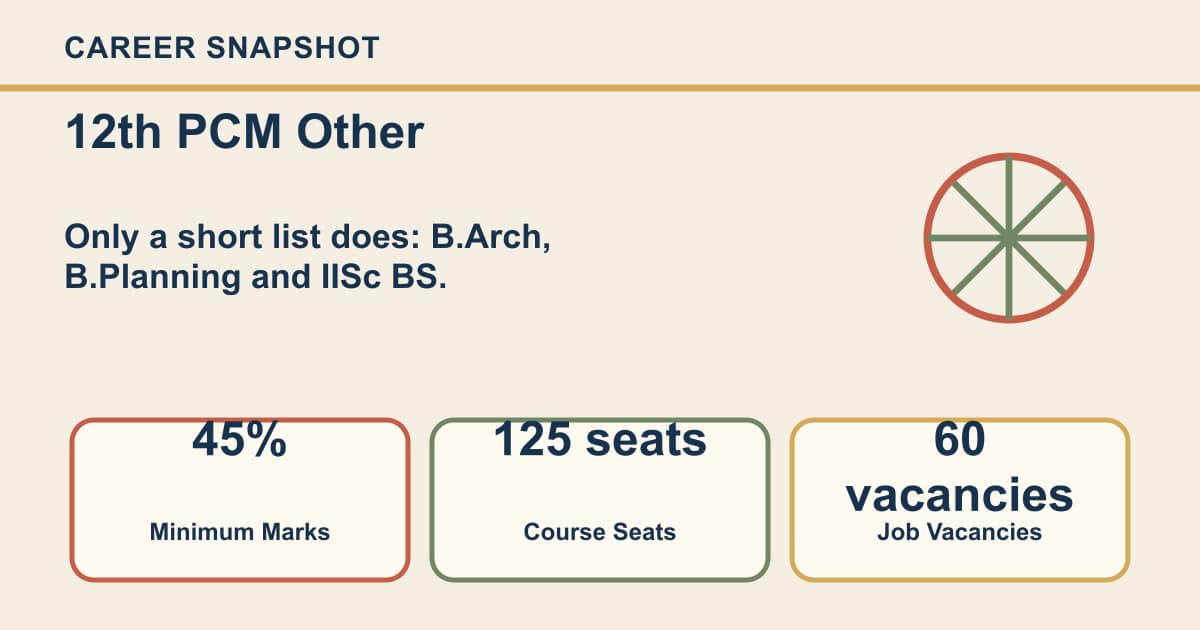 CAREER SNAPSHOT
12th PCM Other
Only a short list does: B.Arch,
B.Planning and IISc BS.
45%
Minimum Marks
125 seats
Course Seats
60
vacancies
Job Vacancies